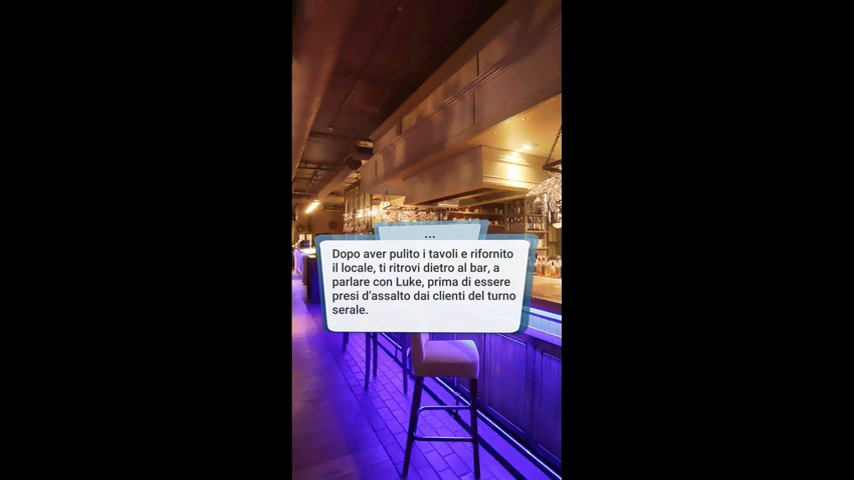 ...
Dopo aver pulito i tavoli e rifornito
il locale, ti ritrovi dietro al bar, a
parlare con Luke, prima di essere
presi d'assalto dai clienti del turno
serale.